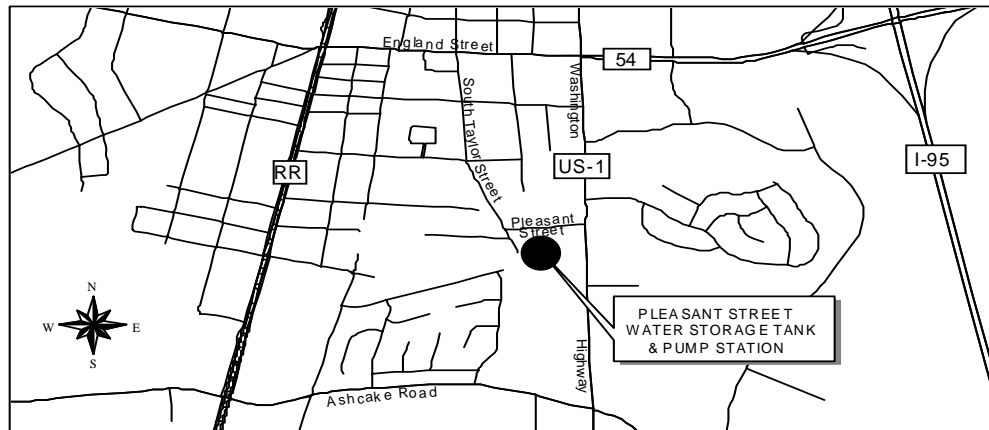 England Street
54
Washington
South Taylor Street
RR
US-1
I-95
Pleasant
Street
N
W E
S
PLEASANT STREET
WATER STORAGE TANK
& PUMP STATION
Highway
Ashcake Road